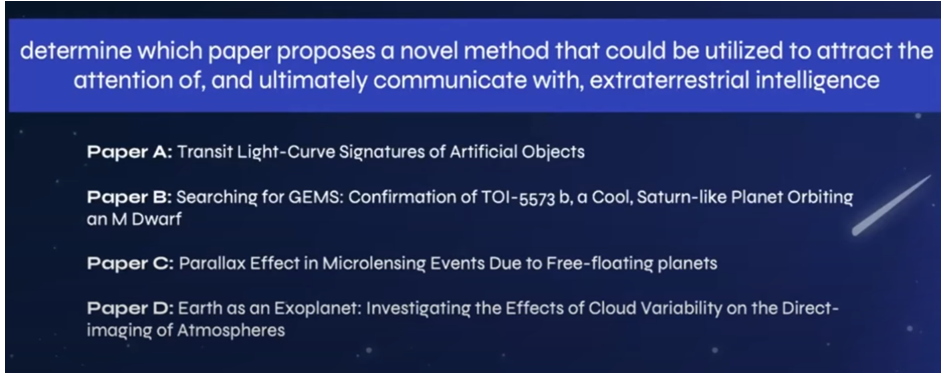 determine which paper proposes a novel method that could be utilized to attract the
attention of, and ultimately communicate with, extraterrestrial intelligence
Paper A: Transit Light-Curve Signatures of Artificial Objects
Paper B: Searching for GEMS: Confirmation of TOI-5573 b, a Cool, Saturn-like Planet Orbiting
an M Dwarf
Paper C: Parallax Effect in Microlensing Events Due to Free-floating planets
Paper D: Earth as an Exoplanet: Investigating the Effects of Cloud Variability on the Direct-
imaging of Atmospheres